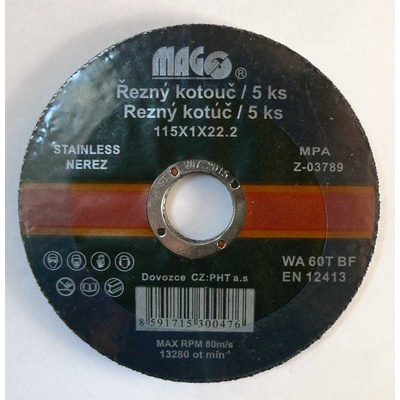 MAGG ®
Řezný kotouč / 5 ks
Rezný kotúč / 5 ks
115X1X22.2
STAINLESS
NEREZ
MPA
Z-03789
WA 60T BF
EN 12413
Dovozce CZ:PHT a.s
8 591715 300476
MAX RPM 80m/s
13280 ot min⁻¹